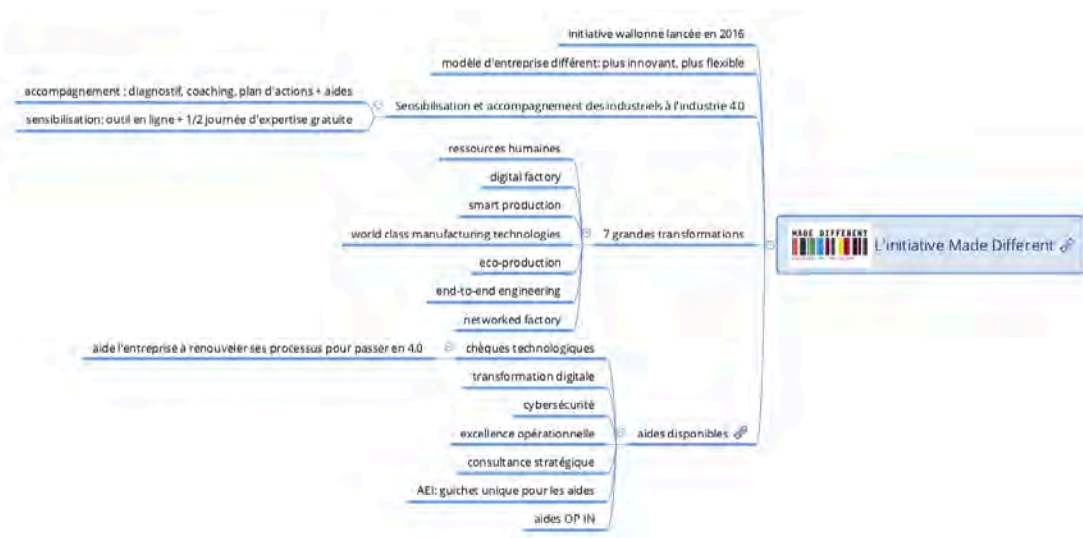 initiative wallonne lancée en 2016
modèle d'entreprise différent: plus innovant, plus flexible
Sensibilisation et accompagnement des industriels à l'industrie 4.0
accompagnement : diagnostif, coaching, plan d'actions + aides
sensibilisation: outil en ligne + 1/2 journée d'expertise gratuite
7 grandes transformations
ressources humaines
digital factory
smart production
world class manufacturing technologies
eco-production
end-to-end engineering
networked factory
MADE DIFFERENT
L'initiative Made Different
aides disponibles
chèques technologiques
aide l'entreprise à renouveler ses processus pour passer en 4.0
transformation digitale
cybersécurité
excellence opérationnelle
consultance stratégique
AEI: guichet unique pour les aides
aides OP IN